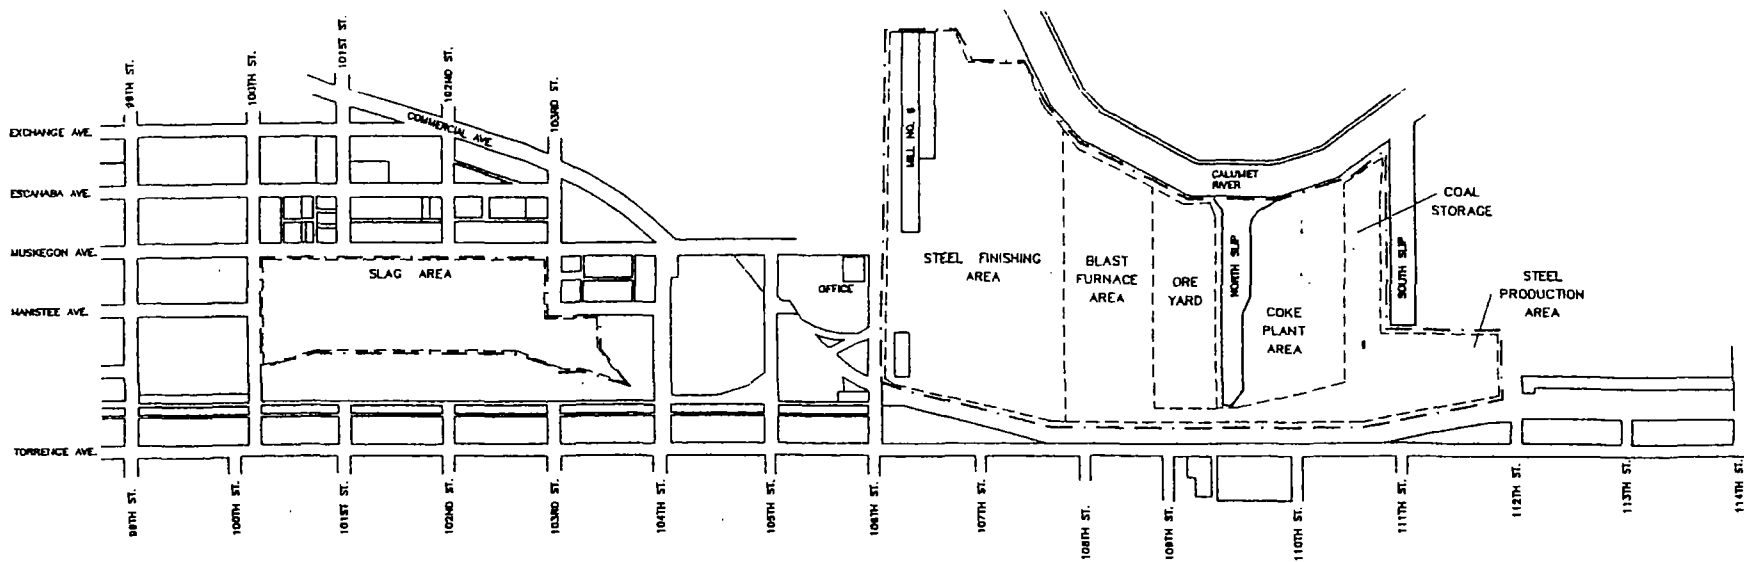 99TH ST.
100TH ST.
101ST ST.
102ND ST.
103RD ST.
COMMERCIAL AVE.
EXCHANGE AVE.
ESCANABA AVE.
MUSKEGON AVE.
MANISTEE AVE.
TORRENCE AVE.
SLAG AREA
OFFICE
MILL NO. 5
STEEL FINISHING
AREA
BLAST
FURNACE
AREA
ORE
YARD
NORTH SLIP
CALUMET
RIVER
COKE
PLANT
AREA
COAL
STORAGE
SOUTH SLIP
STEEL
PRODUCTION
AREA
99TH ST.
100TH ST.
101ST ST.
102ND ST.
103RD ST.
104TH ST.
105TH ST.
106TH ST.
107TH ST.
108TH ST.
109TH ST.
110TH ST.
111TH ST.
112TH ST.
113TH ST.
114TH ST.